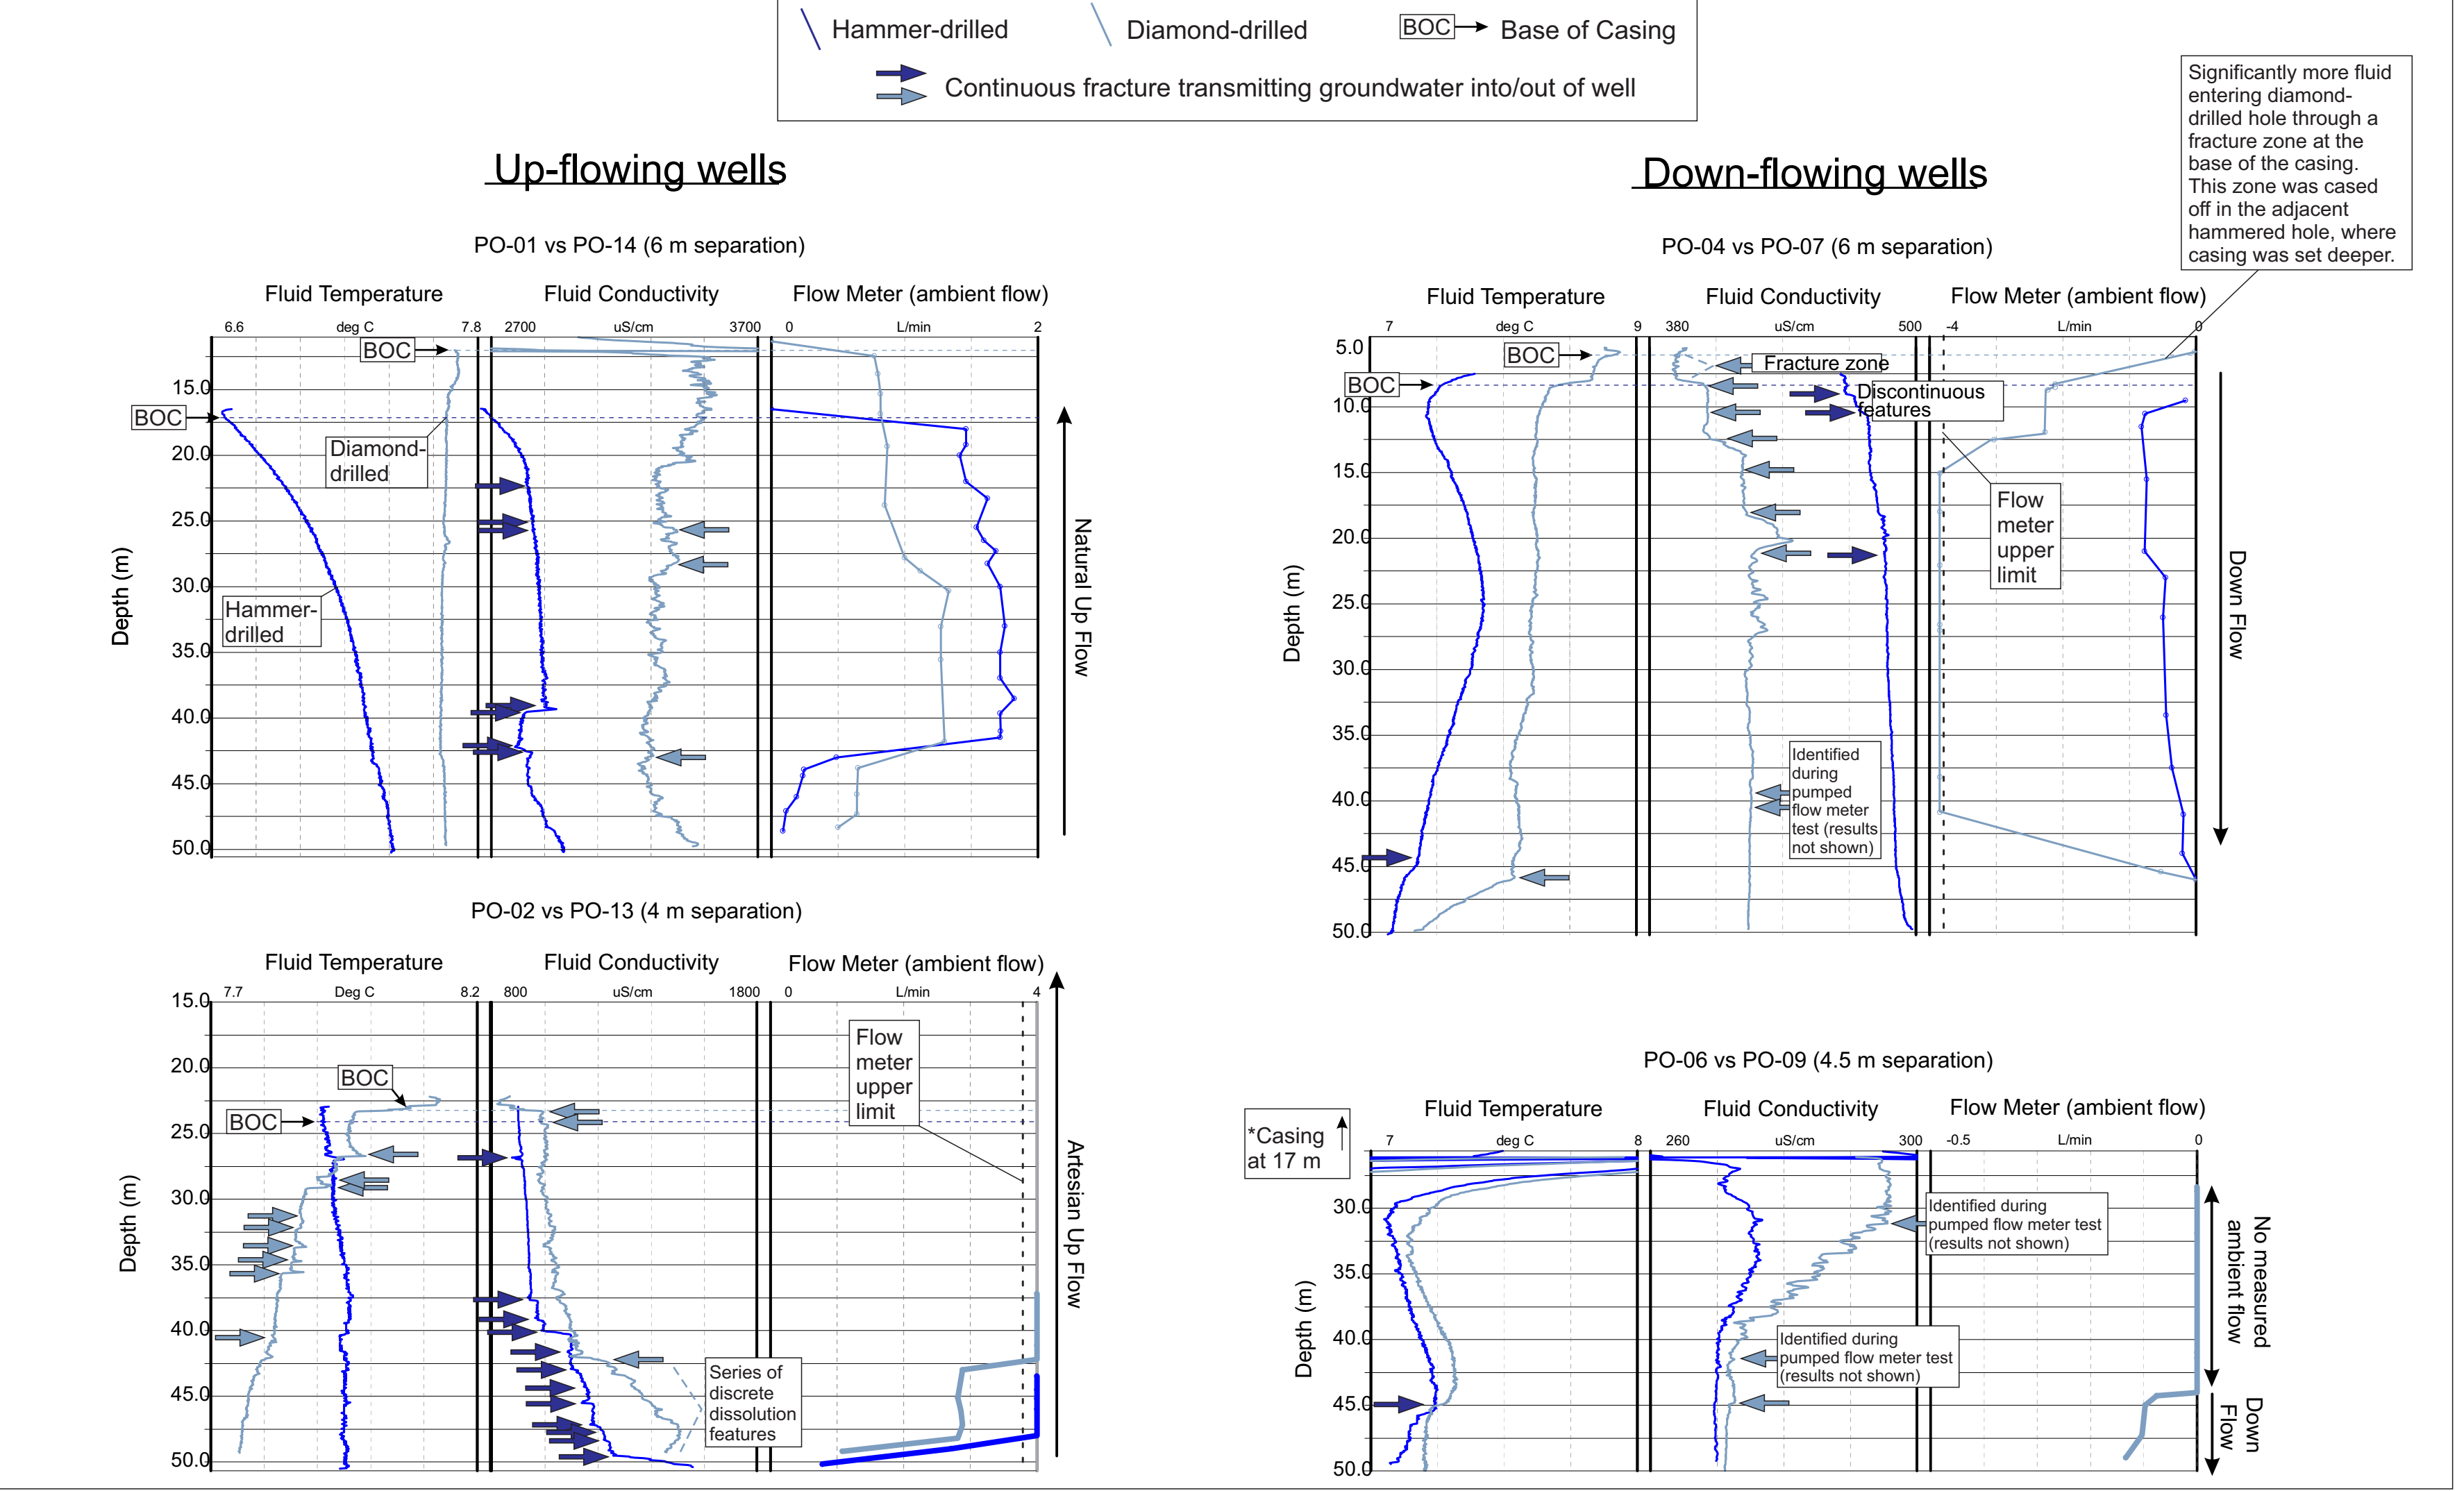 Hammer-drilled
Diamond-drilled
BOC
Base of Casing
Continuous fracture transmitting groundwater into/out of well
Significantly more fluid
entering diamond-
drilled hole through a
fracture zone at the
base of the casing.
This zone was cased
off in the adjacent
hammered hole, where
casing was set deeper.
Up-flowing wells
Down-flowing wells
PO-01 vs PO-14 (6 m separation)
Fluid Temperature
Fluid Conductivity
Flow Meter (ambient flow)
6.6 deg C 7.8
2700 uS/cm 3700
0 L/min 2
BOC
15.0
BOC
20.0
Diamond-
drilled
25.0
30.0
Hammer-
drilled
35.0
40.0
45.0
50.0
Depth (m)
Natural Up Flow
PO-04 vs PO-07 (6 m separation)
Fluid Temperature
Fluid Conductivity
Flow Meter (ambient flow)
7 deg C 9
380 uS/cm 500
-4 L/min 0
5.0
BOC
Fracture zone
BOC
Discontinuous
features
10.0
15.0
Flow
meter
upper
limit
20.0
25.0
30.0
35.0
Identified
during
pumped
flow meter
test (results
not shown)
40.0
45.0
50.0
Depth (m)
Down Flow
PO-02 vs PO-13 (4 m separation)
Fluid Temperature
Fluid Conductivity
Flow Meter (ambient flow)
7.7 Deg C 8.2
800 uS/cm 1800
0 L/min 4
15.0
Flow
meter
upper
limit
20.0
BOC
BOC
25.0
30.0
35.0
40.0
Series of
discrete
dissolution
features
45.0
50.0
Depth (m)
Artesian Up Flow
PO-06 vs PO-09 (4.5 m separation)
Fluid Temperature
Fluid Conductivity
Flow Meter (ambient flow)
*Casing
at 17 m
7 deg C 8
260 uS/cm 300
-0.5 L/min 0
30.0
Identified during
pumped flow meter test
(results not shown)
35.0
40.0
Identified during
pumped flow meter test
(results not shown)
45.0
50.0
Depth (m)
No measured
ambient flow
Down
Flow